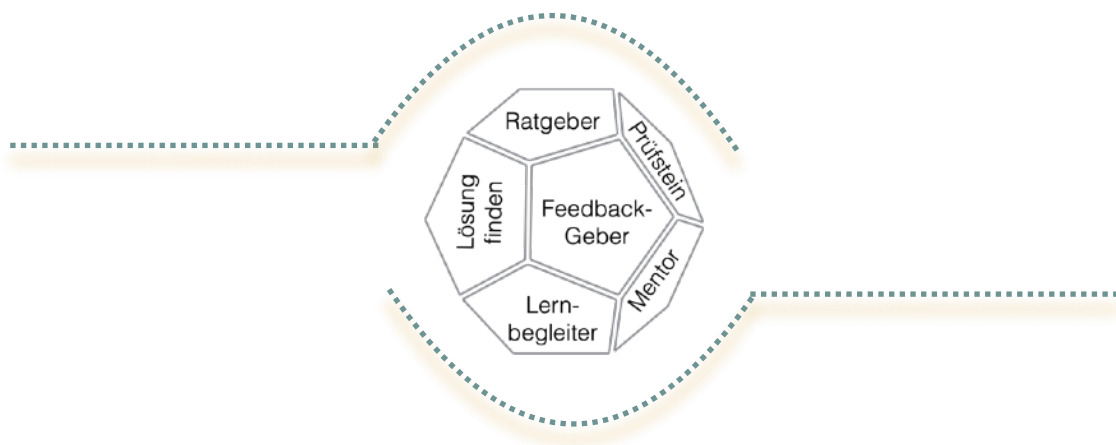 Ratgeber
Prüfstein
Lösung
finden
Feedback-
Geber
Mentor
Lern-
begleiter